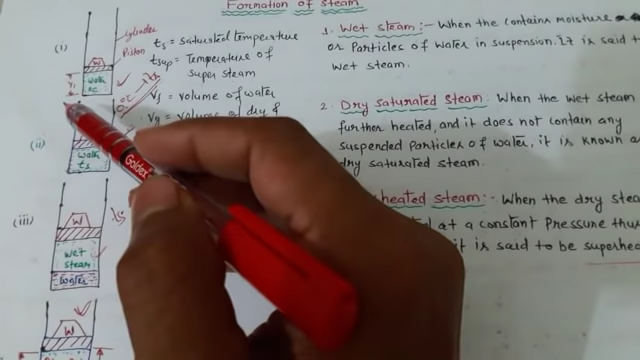 Formation of steam
(i)
cylinder
Piston
W
water
0°C
ts = saturated temperature
tsup = Temperature of
super steam
Vf = volume of water
Vg = volume of dry &
(ii)
water
ts
(iii)
W
wet
steam
water
W
Goldex
1. Wet steam :- When the contains moisture
or Particles of water in suspension. It is said
wet steam.
2. Dry saturated steam: When the wet steam
further heated, and it does not contain any
suspended Particles of water, it is known a
dry saturated steam.
heated steam:- When the dry stea
at a constant Pressure thus
it is said to be superhea